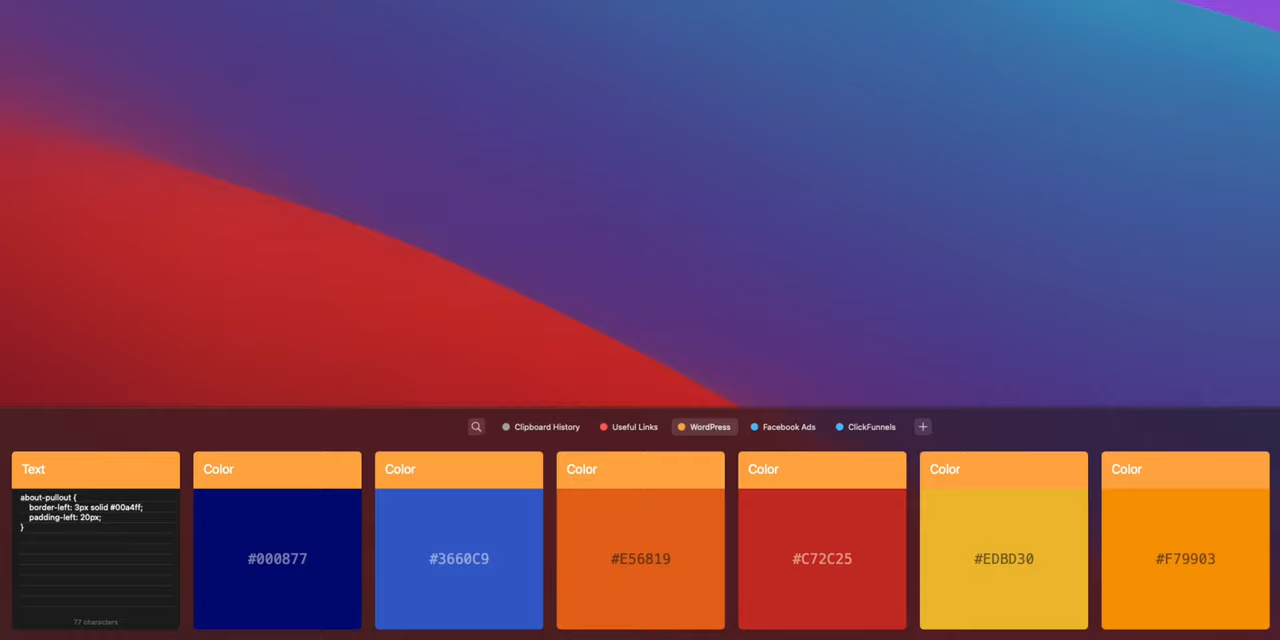 Clipboard History
Useful Links
WordPress
Facebook Ads
ClickFunnels
+
Text
about-pullout {
border-left: 3px solid #00a4ff;
padding-left: 20px;
}
77 characters
Color
#000877
Color
#3660C9
Color
#E56819
Color
#C72C25
Color
#EDBD30
Color
#F79903